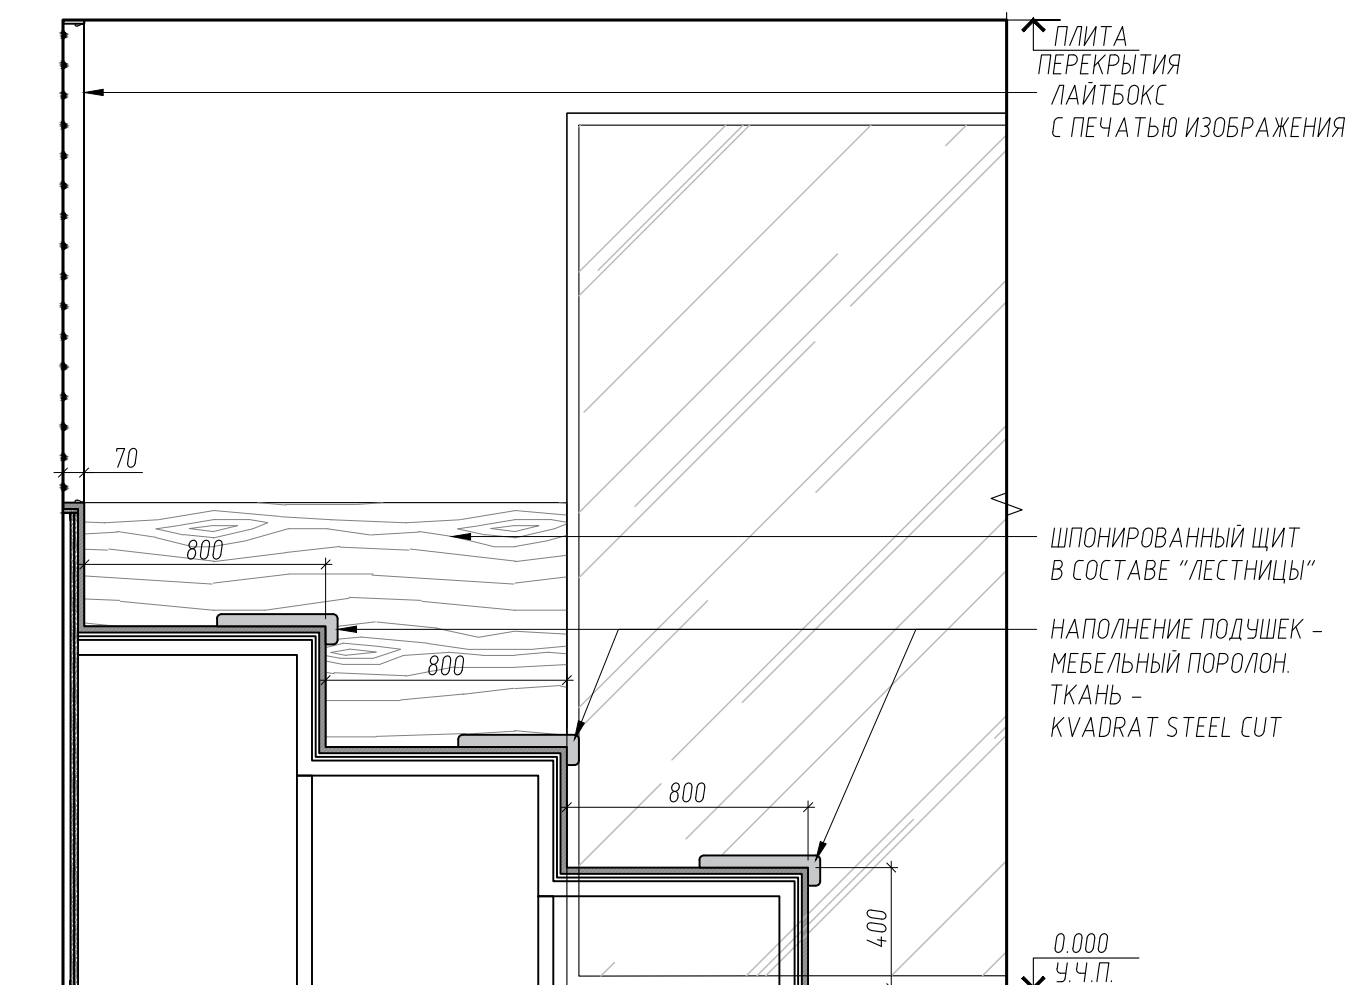 ПЛИТА
ПЕРЕКРЫТИЯ
ЛАЙТБОКС
С ПЕЧАТЬЮ ИЗОБРАЖЕНИЯ
70
ШПОНИРОВАННЫЙ ЩИТ
В СОСТАВЕ "ЛЕСТНИЦЫ"
800
НАПОЛНЕНИЕ ПОДУШЕК –
МЕБЕЛЬНЫЙ ПОРОЛОН.
ТКАНЬ –
KVADRAT STEEL CUT
800
800
400
0.000
У.Ч.П.